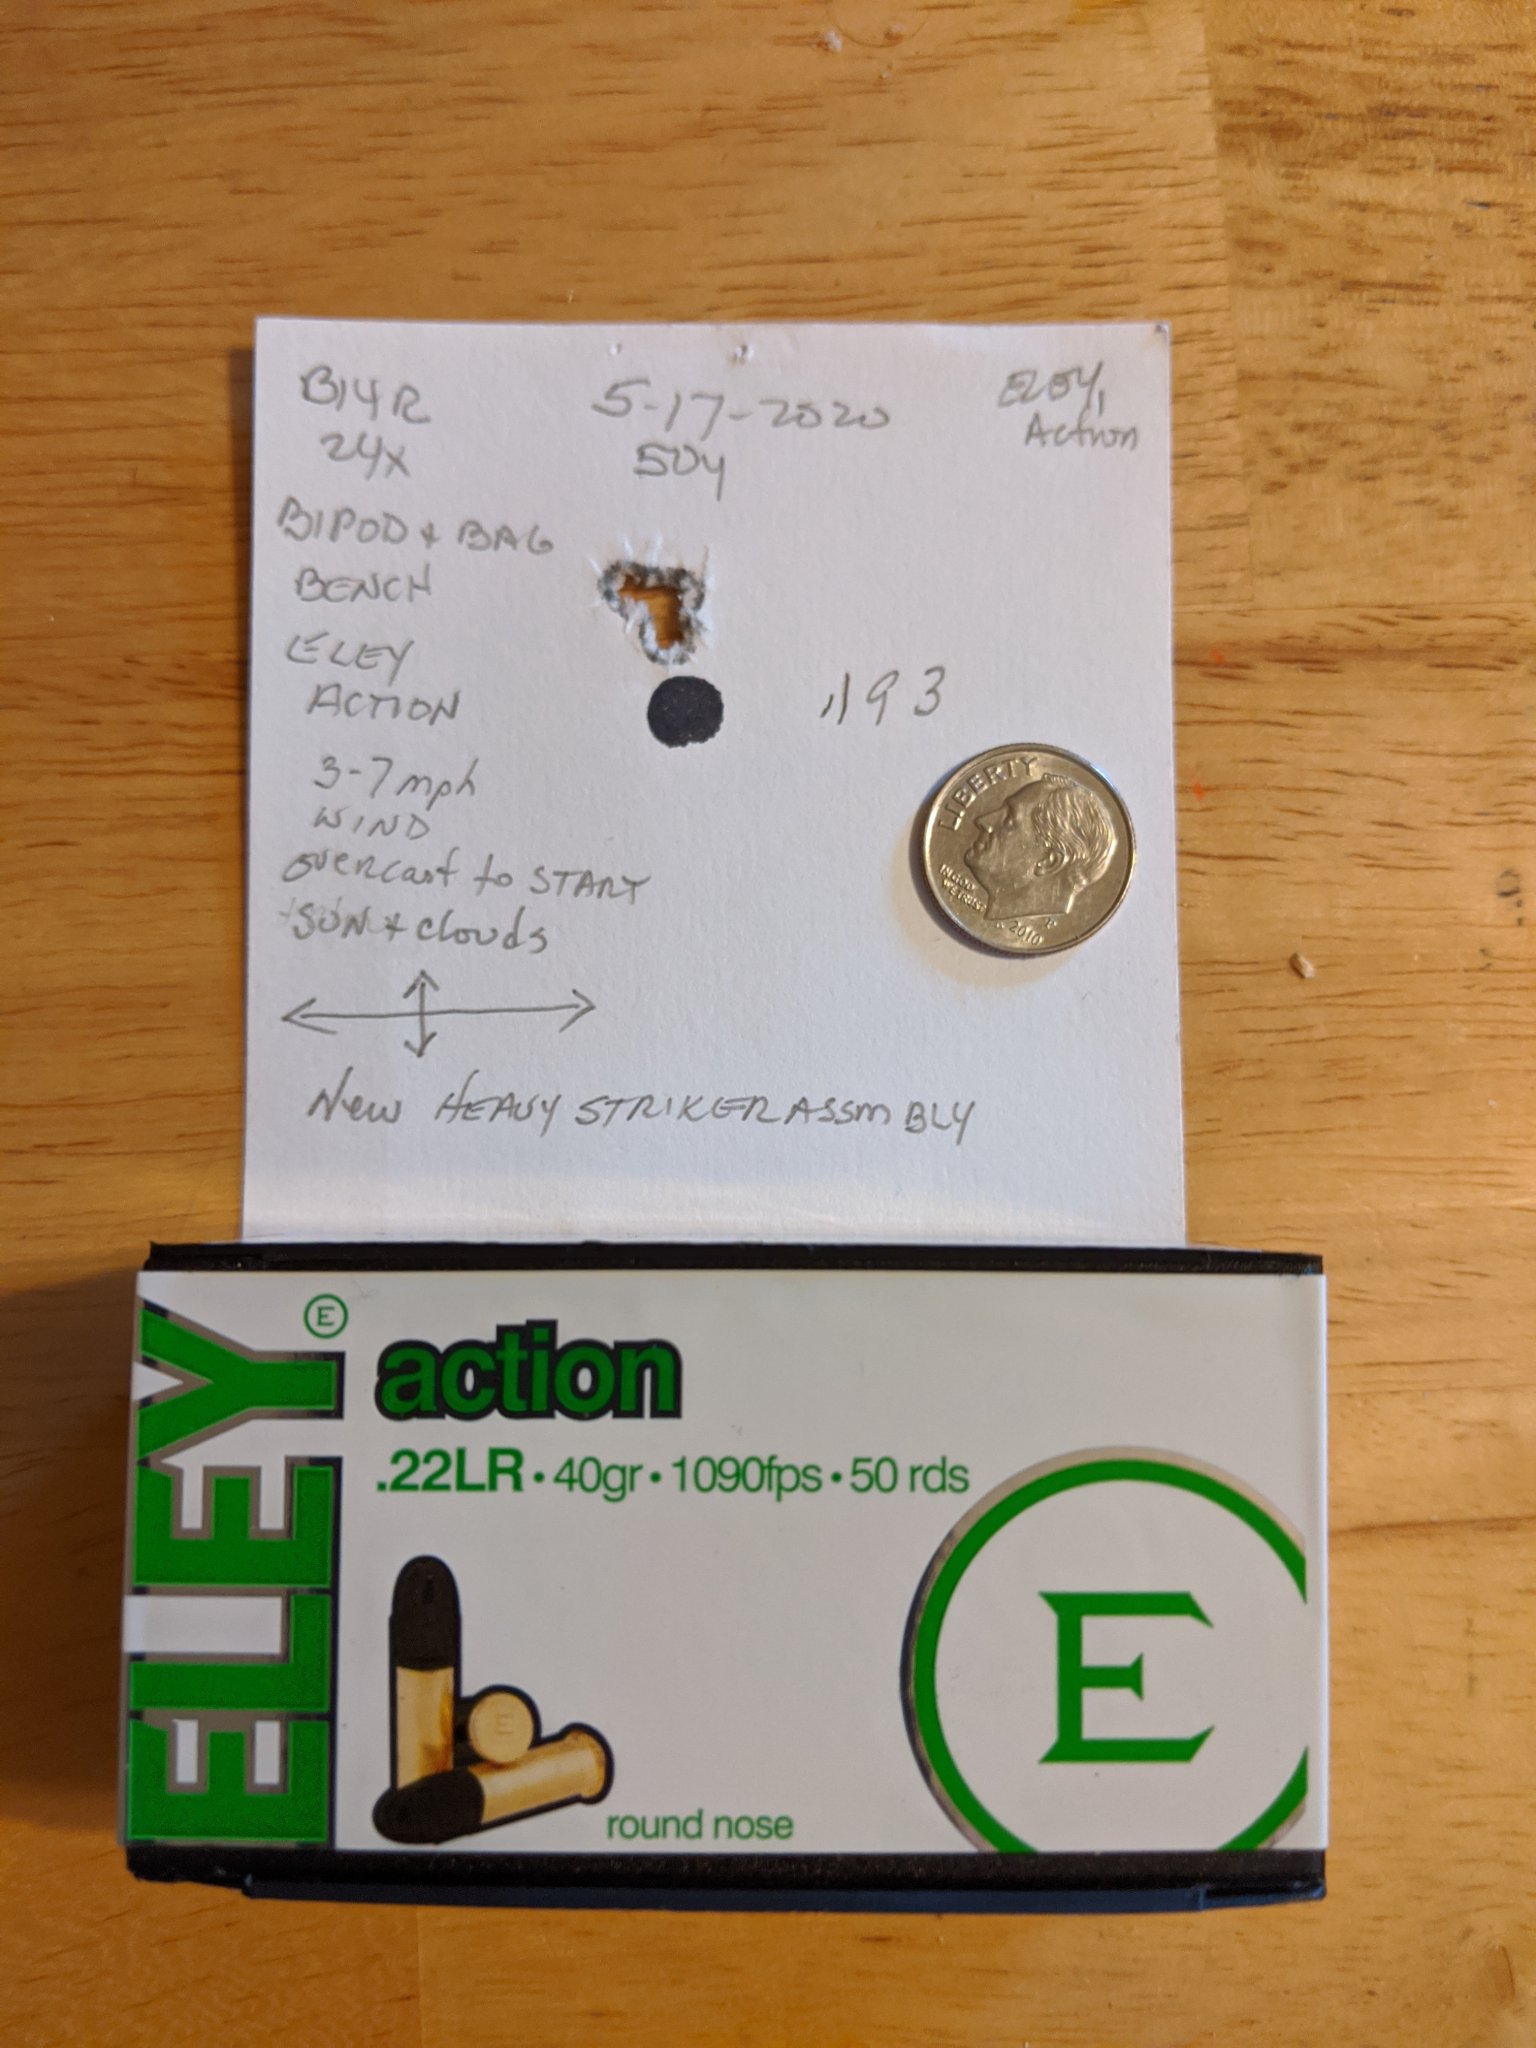 B14R
24X
5-17-2020
50y
ELEY,
Action
BIPOD + BAG
BENCH
ELEY
ACTION
.193
3-7 mph
WIND
overcast to START
SUN + clouds
New HEAVY STRIKER ASSMBLY
LIBERTY
IN GOD
WE TRUST
P
2010
ELEY
E
action
.22LR • 40gr • 1090fps • 50 rds
E
E
round nose